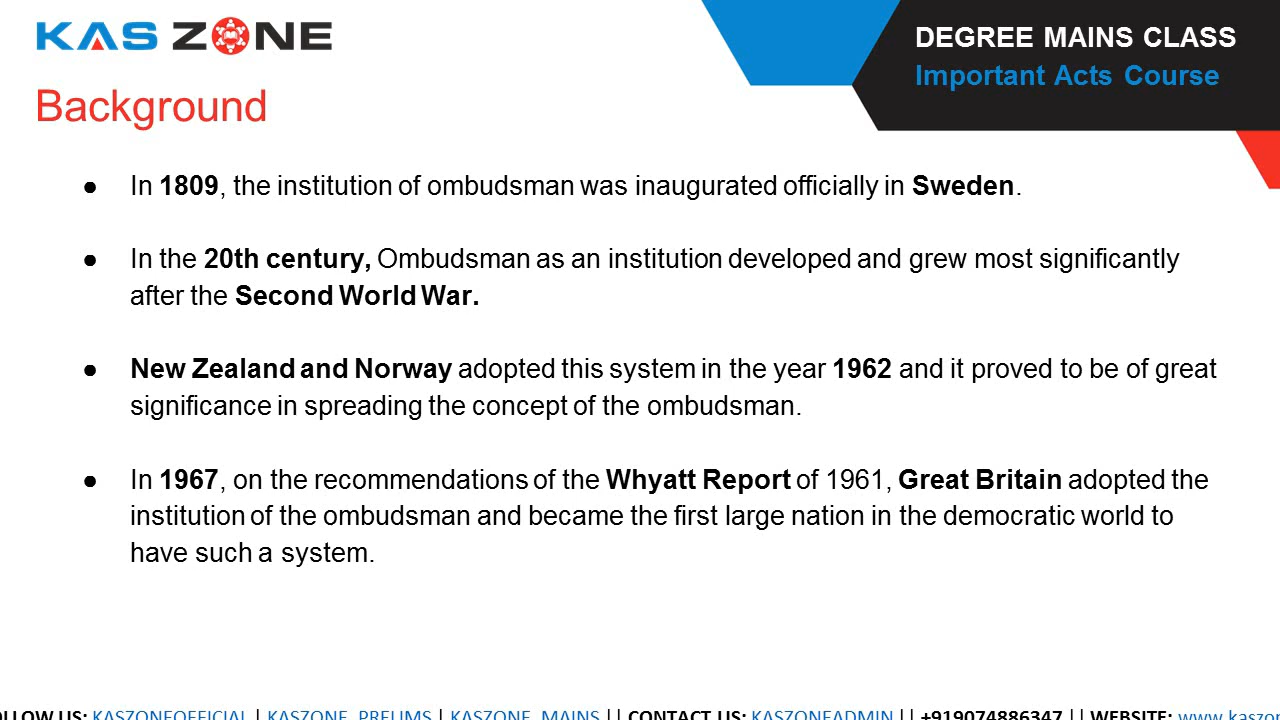 KAS ZONE
DEGREE MAINS CLASS
Important Acts Course
Background
● In 1809, the institution of ombudsman was inaugurated officially in Sweden.
● In the 20th century, Ombudsman as an institution developed and grew most significantly
after the Second World War.
● New Zealand and Norway adopted this system in the year 1962 and it proved to be of great
significance in spreading the concept of the ombudsman.
● In 1967, on the recommendations of the Whyatt Report of 1961, Great Britain adopted the
institution of the ombudsman and became the first large nation in the democratic world to
have such a system.
US: KASZONEOFFICIAL | KASZONE_PRELIMS | KASZONE_MAINS || CONTACT US: KASZONEADMIN || +919074886347 || WEBSITE: